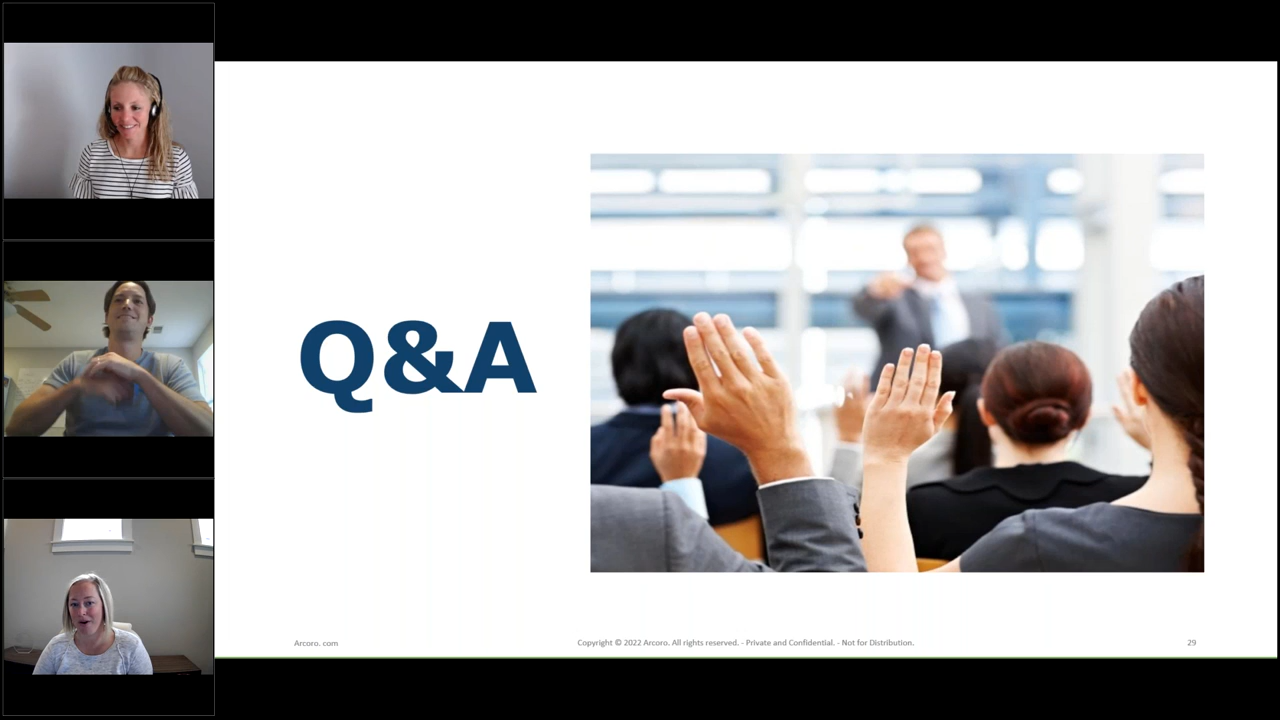 Q&A
Arcoro. com
Copyright © 2022 Arcoro. All rights reserved. - Private and Confidential. - Not for Distribution.
29